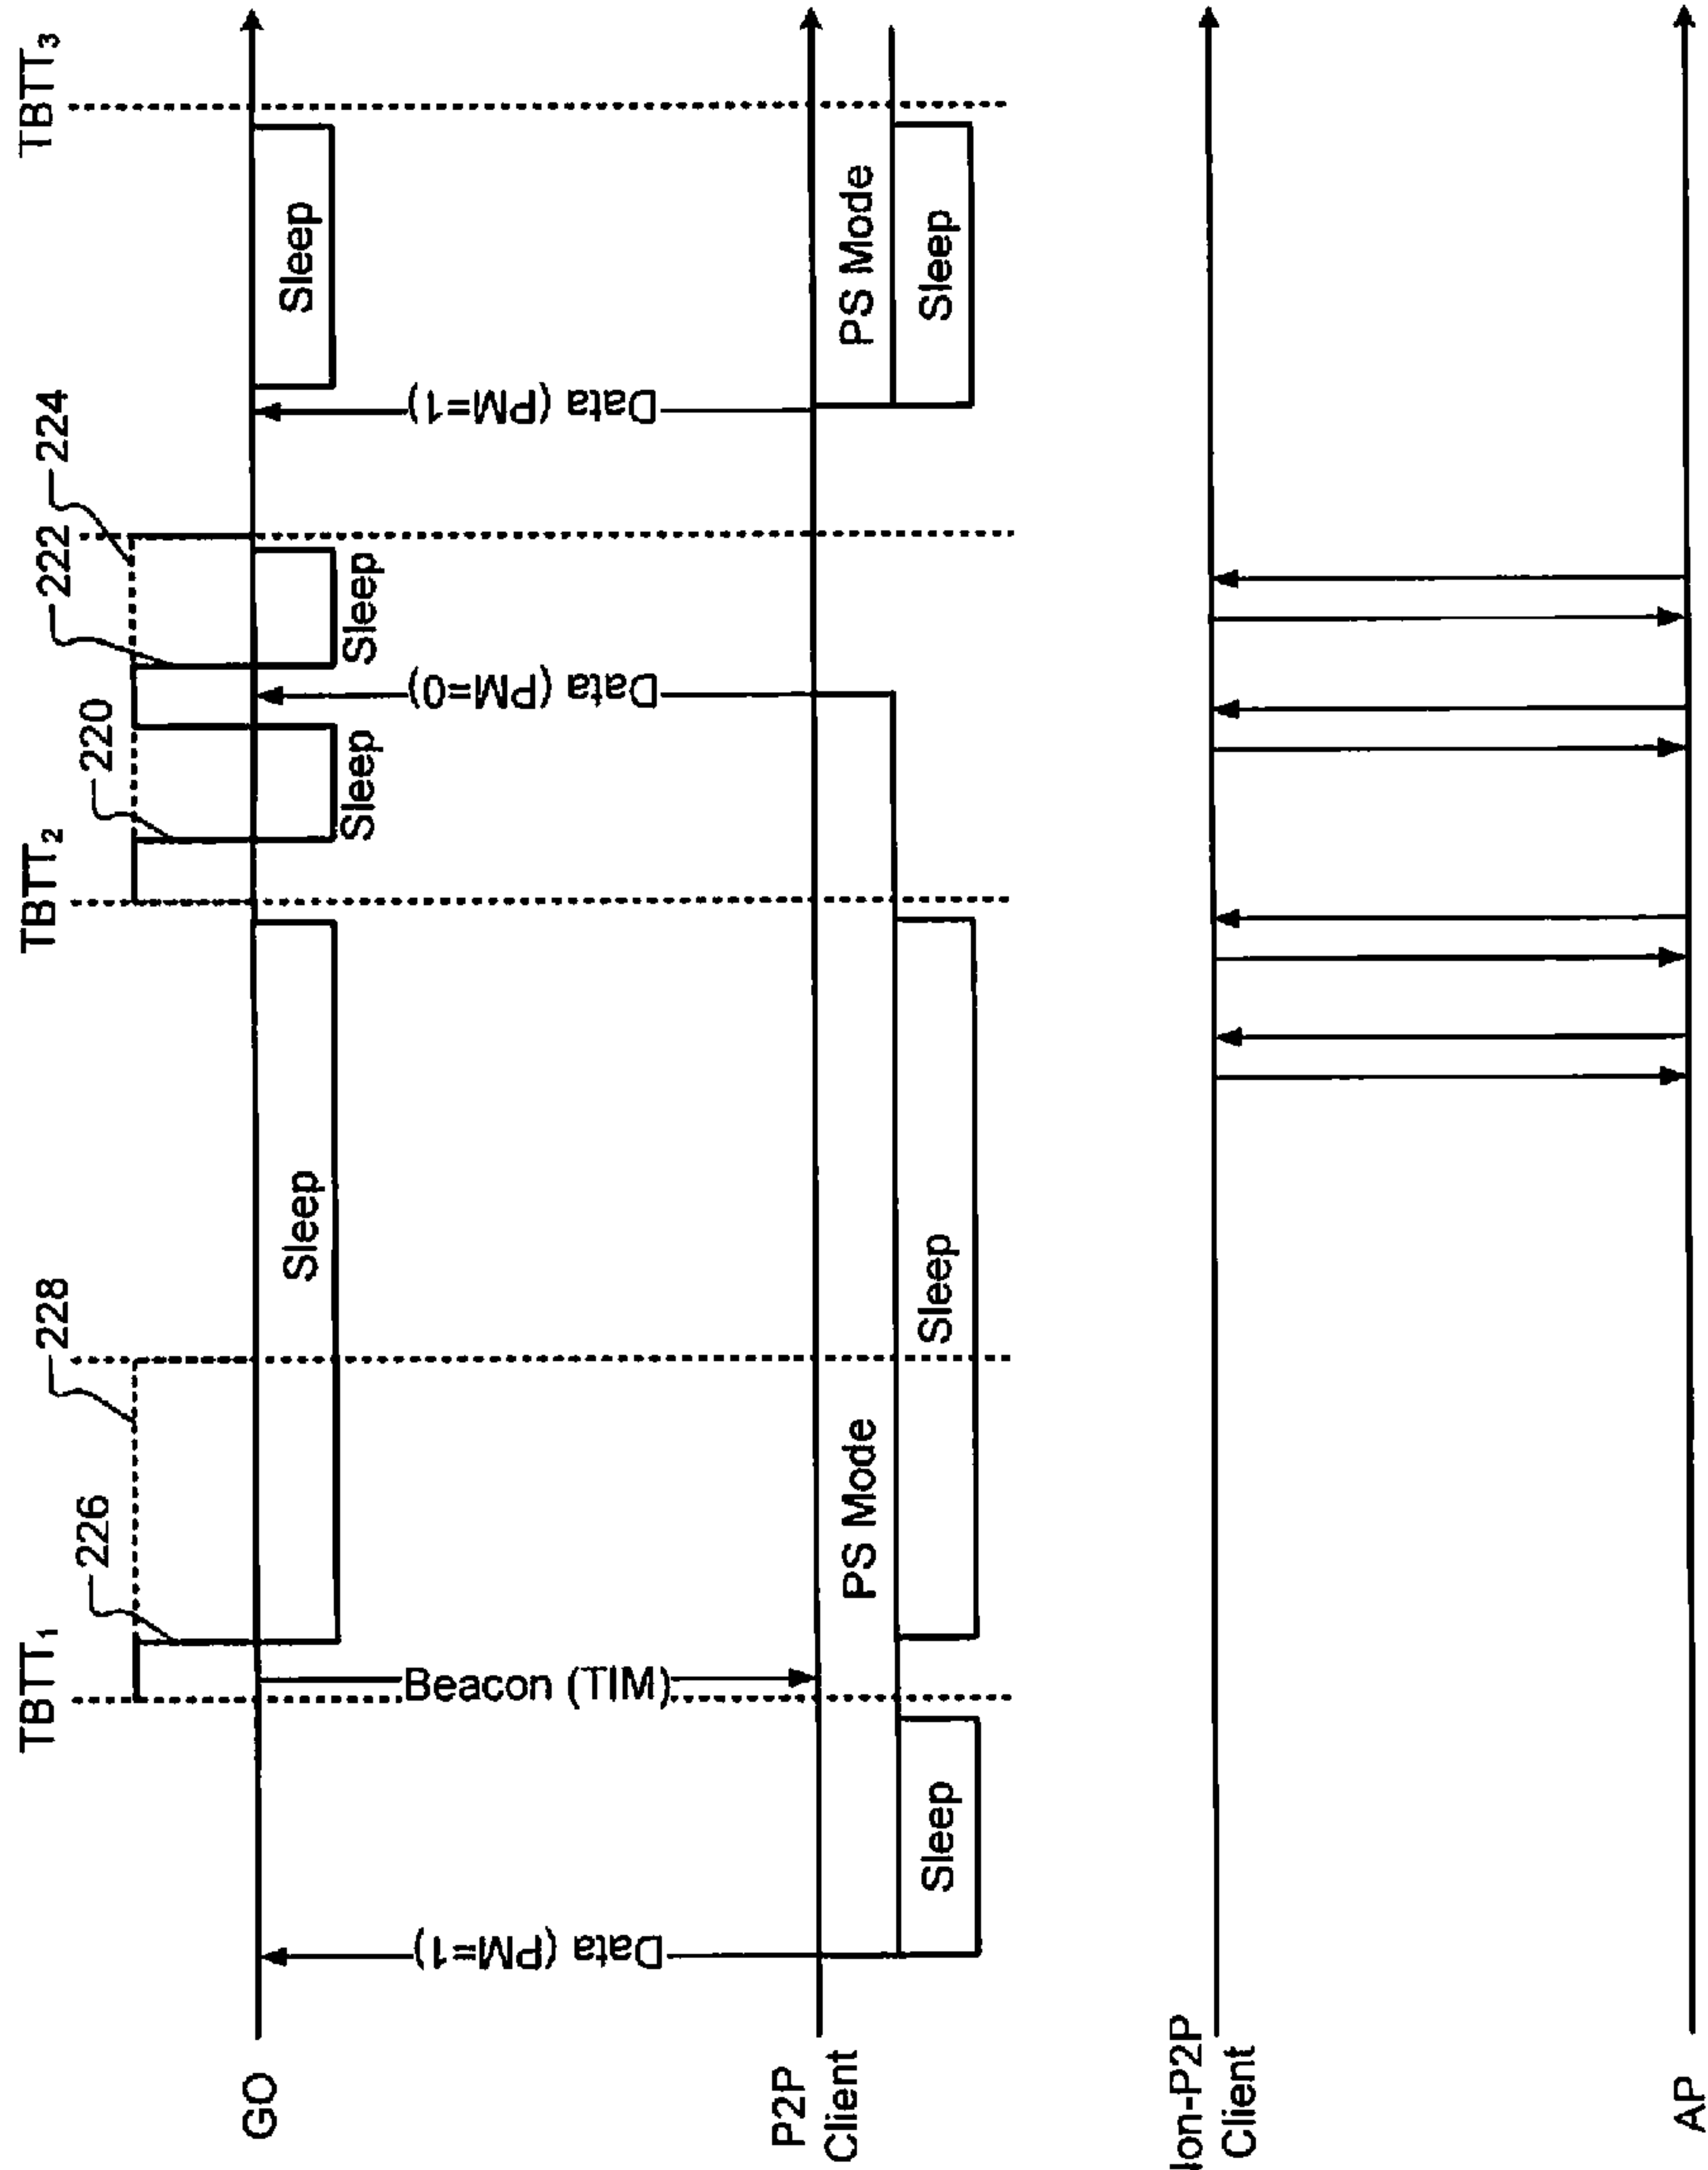 TBTT₁
226
228
TBTT₂
220
222
224
TBTT₃
GO
Sleep
Sleep
Sleep
Sleep
Data (PM=1)
Beacon (TIM)
Data (PM=0)
Data (PM=1)
P2P
Client
PS Mode
PS Mode
Sleep
Sleep
Sleep
lon-P2P
Client
AP